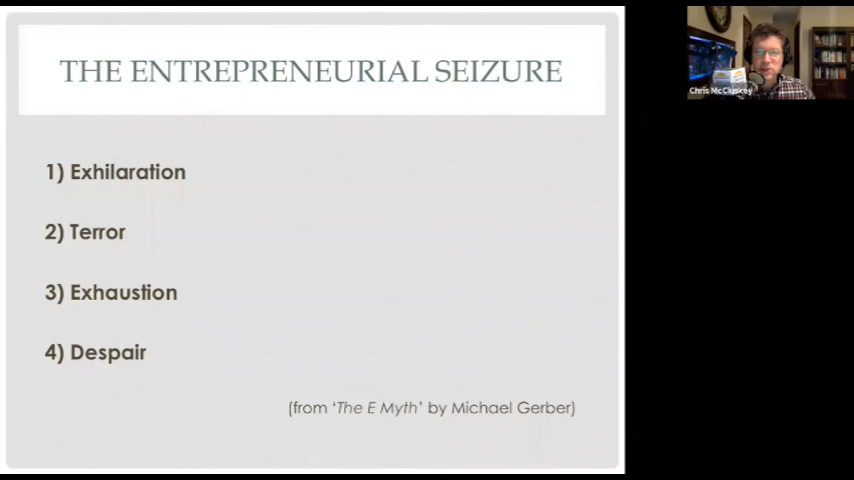 THE ENTREPRENEURIAL SEIZURE
1) Exhilaration
2) Terror
3) Exhaustion
4) Despair
(from ‘The E Myth’ by Michael Gerber)
Chris McCluskey